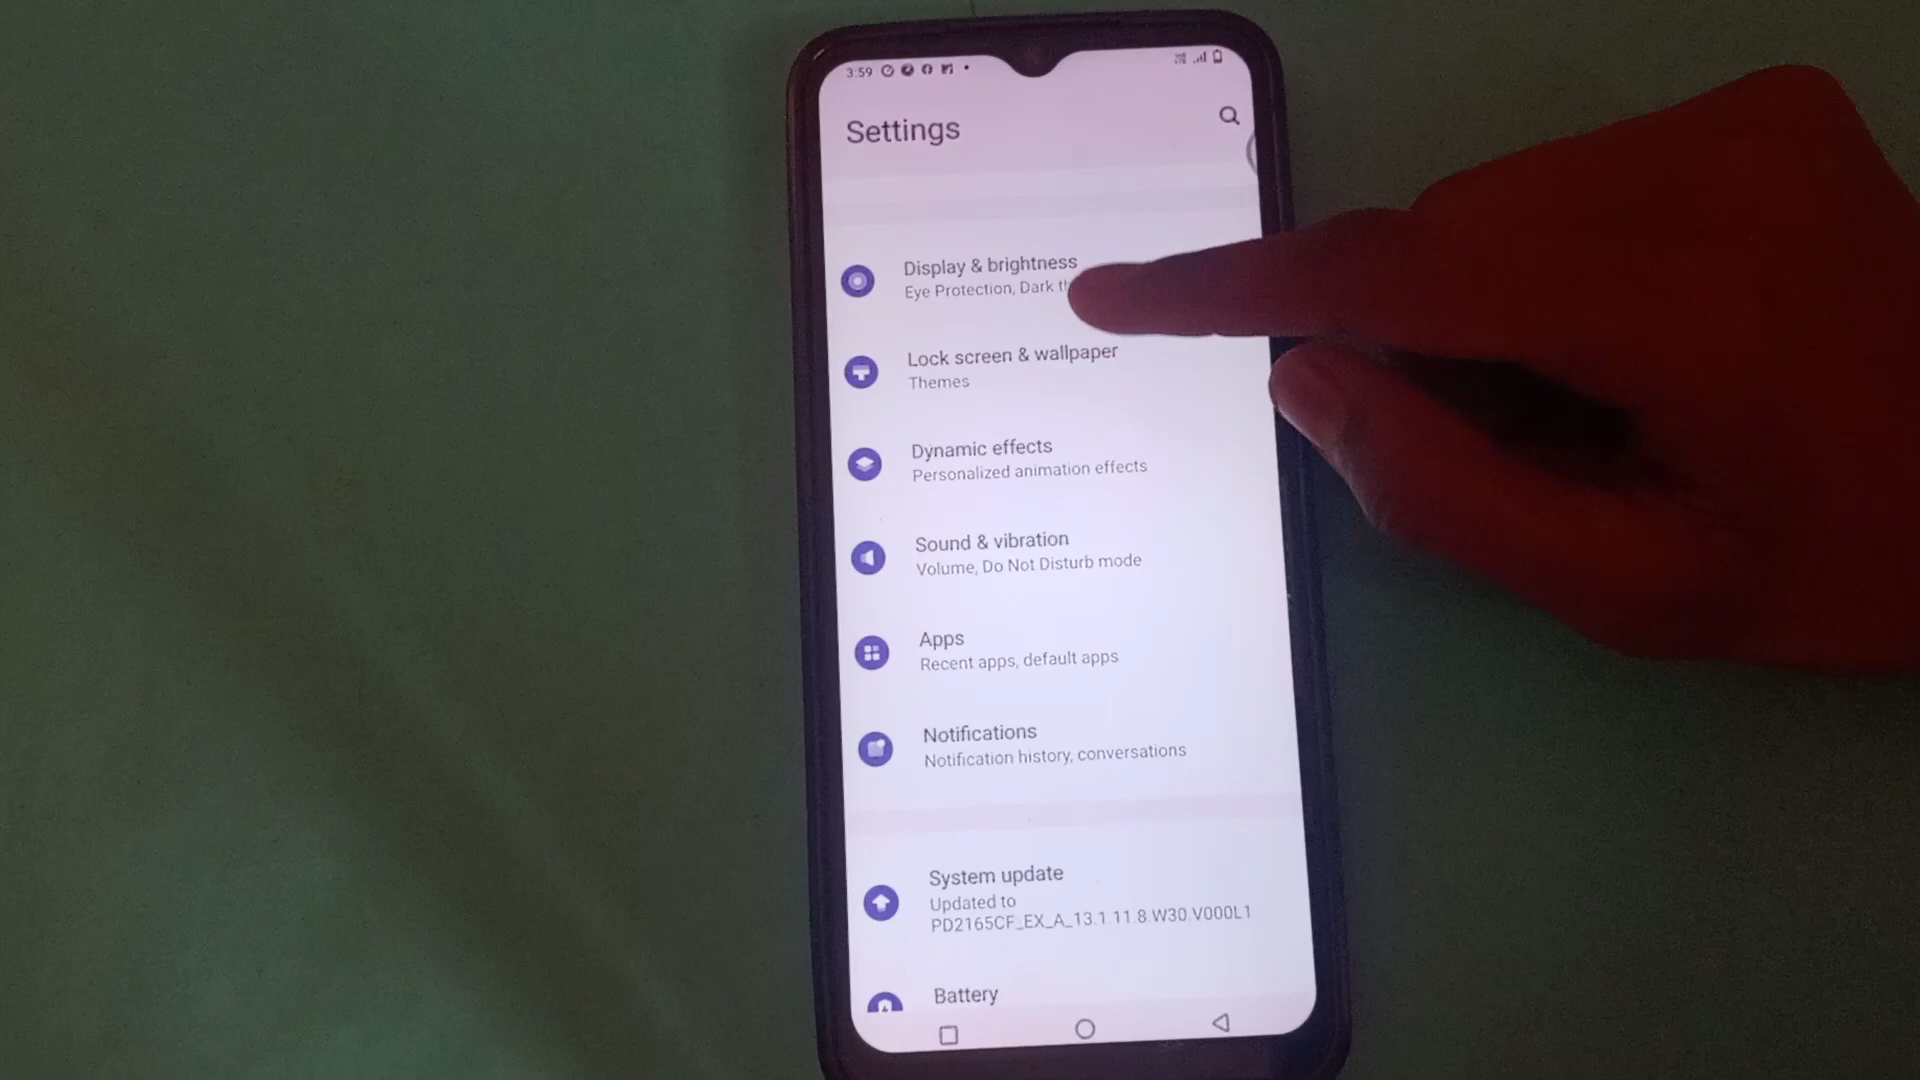 3:59
Settings
Display & brightness
Eye Protection, Dark
Lock screen & wallpaper
Themes
Dynamic effects
Personalized animation effects
Sound & vibration
Volume, Do Not Disturb mode
Apps
Recent apps, default apps
Notifications
Notification history, conversations
System update
Updated to
PD2165CF_EX_A_13.1.11.8.W30.V000L1
Battery